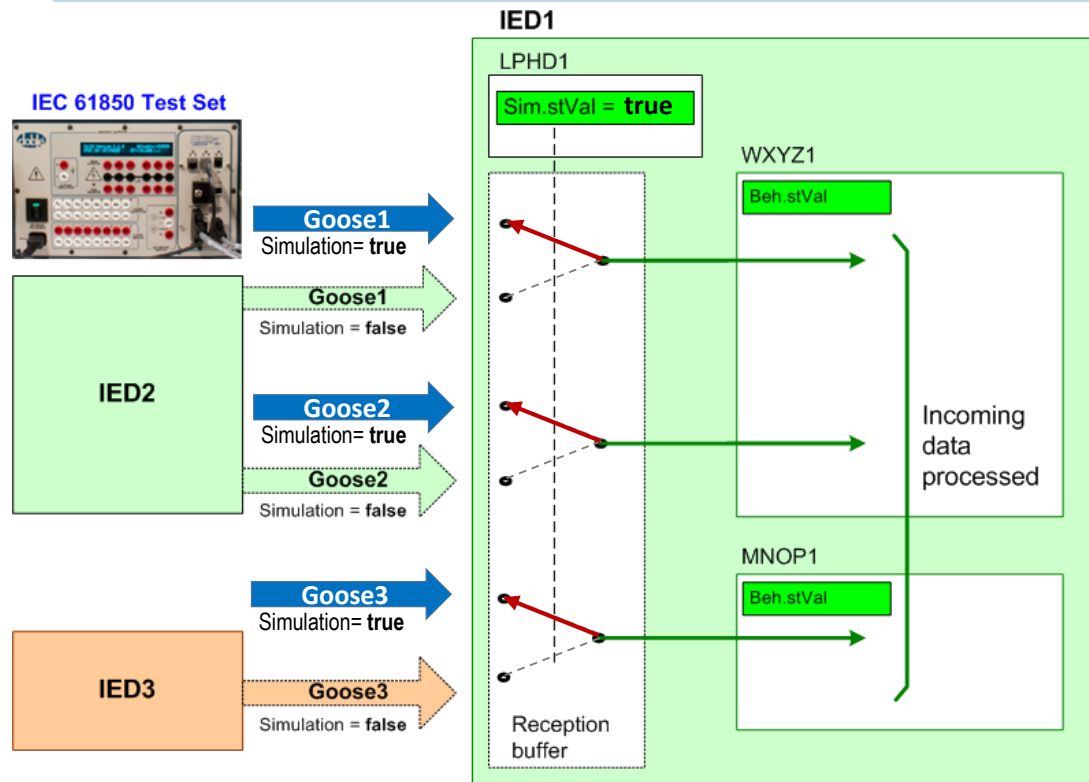 IED1
LPHD1
IEC 61850 Test Set
Sim.stVal = true
WXYZ1
Beh.stVal
Goose1
Simulation= true
Goose1
Simulation = false
IED2
Goose2
Simulation= true
Goose2
Simulation = false
Incoming
data
processed
MNOP1
Beh.stVal
Goose3
Simulation= true
IED3
Goose3
Simulation = false
Reception
buffer